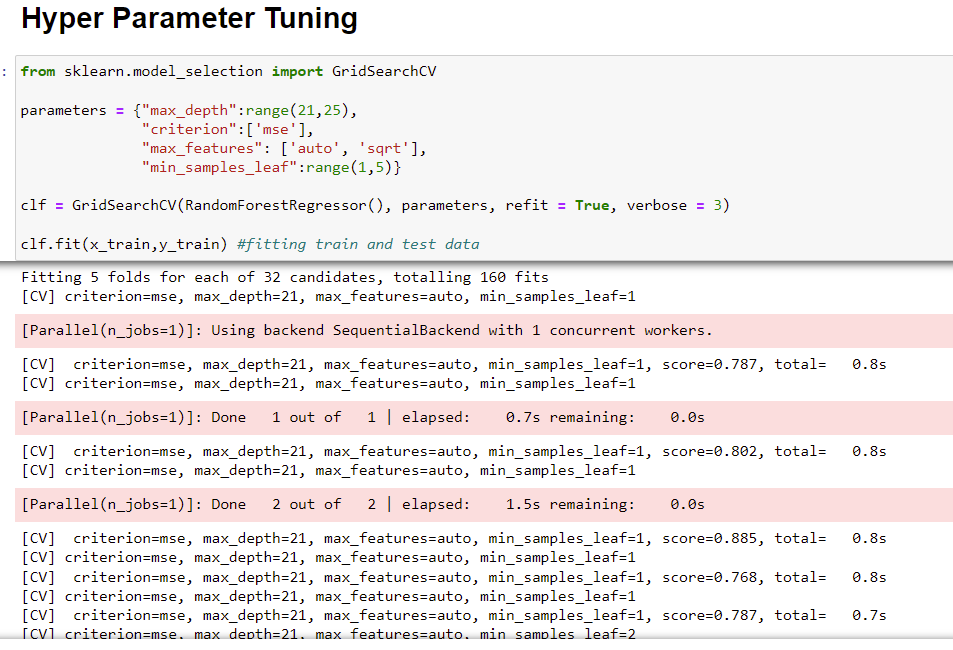 Hyper Parameter Tuning
: from sklearn.model_selection import GridSearchCV
parameters = {"max_depth":range(21,25),
"criterion":['mse'],
"max_features": ['auto', 'sqrt'],
"min_samples_leaf":range(1,5)}
clf = GridSearchCV(RandomForestRegressor(), parameters, refit = True, verbose = 3)
clf.fit(x_train,y_train) #fitting train and test data
Fitting 5 folds for each of 32 candidates, totalling 160 fits
[CV] criterion=mse, max_depth=21, max_features=auto, min_samples_leaf=1
[Parallel(n_jobs=1)]: Using backend SequentialBackend with 1 concurrent workers.
[CV]  criterion=mse, max_depth=21, max_features=auto, min_samples_leaf=1, score=0.787, total=   0.8s
[CV] criterion=mse, max_depth=21, max_features=auto, min_samples_leaf=1
[Parallel(n_jobs=1)]: Done   1 out of   1 | elapsed:    0.7s remaining:    0.0s
[CV]  criterion=mse, max_depth=21, max_features=auto, min_samples_leaf=1, score=0.802, total=   0.8s
[CV] criterion=mse, max_depth=21, max_features=auto, min_samples_leaf=1
[Parallel(n_jobs=1)]: Done   2 out of   2 | elapsed:    1.5s remaining:    0.0s
[CV]  criterion=mse, max_depth=21, max_features=auto, min_samples_leaf=1, score=0.885, total=   0.8s
[CV] criterion=mse, max_depth=21, max_features=auto, min_samples_leaf=1
[CV]  criterion=mse, max_depth=21, max_features=auto, min_samples_leaf=1, score=0.768, total=   0.8s
[CV] criterion=mse, max_depth=21, max_features=auto, min_samples_leaf=1
[CV]  criterion=mse, max_depth=21, max_features=auto, min_samples_leaf=1, score=0.787, total=   0.7s
[CV] criterion=mse, max_depth=21, max_features=auto, min_samples_leaf=2